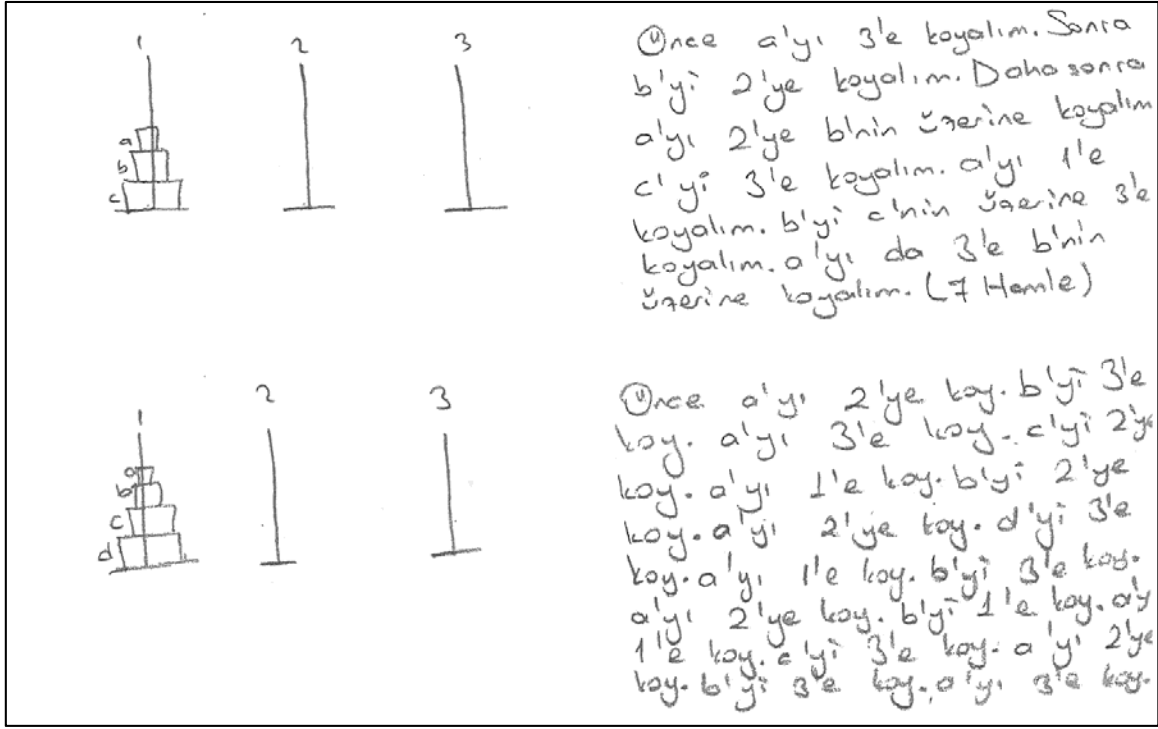 1 2 3
a
b
c
Önce a'yı 3'e koyalım. Sonra
b'yi 2'ye koyalım. Daha sonra
a'yı 2'ye b'nin üzerine koyalım
c'yi 3'e koyalım. a'yı 1'e
koyalım. b'yi c'nin üzerine 3'e
koyalım. a'yı da 3'e b'nin
üzerine koyalım. (7 Hamle)
1 2 3
a
b
c
d
Önce a'yı 2'ye koy. b'yi 3'e
koy. a'yı 3'e koy. c'yi 2'ye
koy. a'yı 1'e koy. b'yi 2'ye
koy. a'yı 2'ye koy. d'yi 3'e
koy. a'yı 1'e koy. b'yi 3'e koy.
a'yı 2'ye koy. b'yi 1'e koy. a'y
1'e koy. c'yi 3'e koy. a'yı 2'ye
koy. b'yi 3'e koy. a'yı 3'e koy.